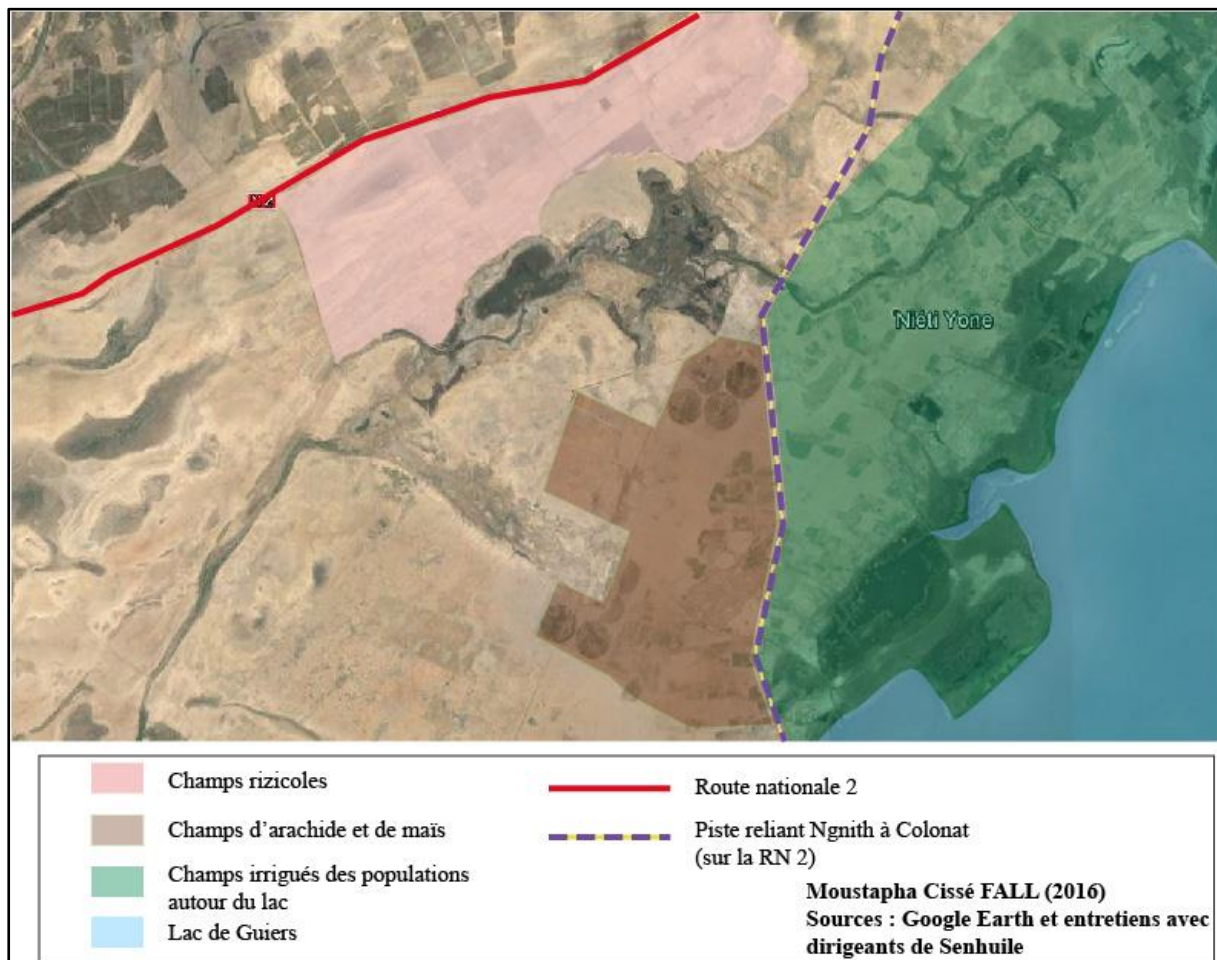 Niéti Yone
Champs rizicoles
Champs d'arachide et de maïs
Champs irrigués des populations
autour du lac
Lac de Guiers
Route nationale 2
Piste reliant Ngnith à Colonat
(sur la RN 2)
Moustapha Cissé FALL (2016)
Sources : Google Earth et entretiens avec
dirigeants de Senhuile